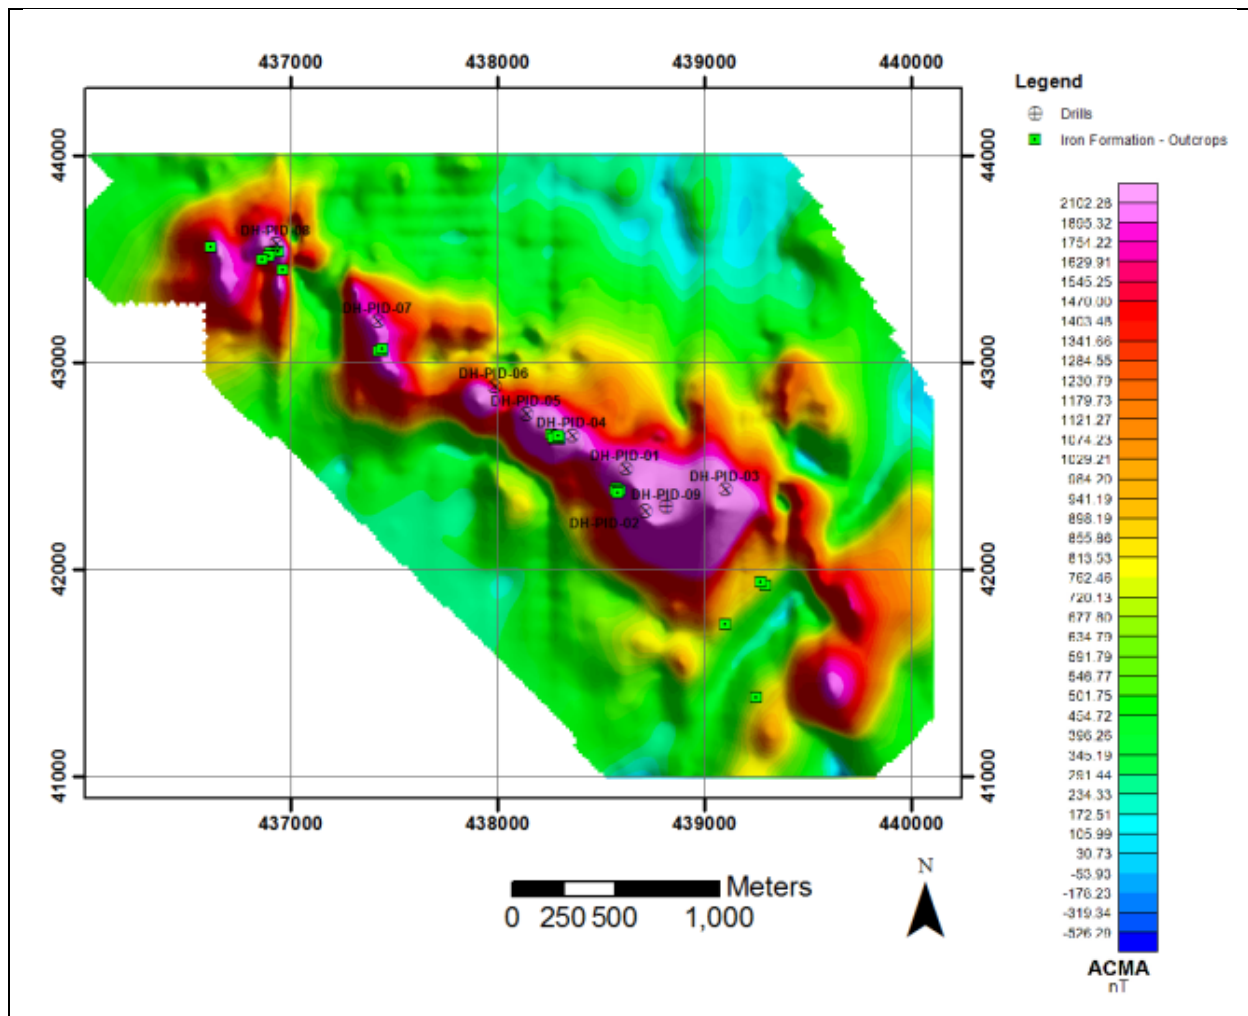 437000 438000 439000 440000
Legend
Drills
Iron Formation - Outcrops
44000
44000
2102.28
1895.32
1754.22
1629.91
1545.25
1470.00
1403.48
1341.66
1284.55
1230.79
1179.73
1121.27
1074.23
1029.21
984.20
941.19
898.19
855.86
813.53
762.46
720.13
677.80
634.79
591.79
546.77
501.75
454.72
396.26
345.19
291.44
234.33
172.51
105.99
30.73
-55.93
-176.23
-319.34
-526.29
ACMA
nT
DH-PID-08
DH-PID-07
43000
43000
DH-PID-06
DH-PID-05
DH-PID-04
DH-PID-01
DH-PID-03
DH-PID-09
DH-PID-02
42000
42000
41000
41000
437000 438000 439000 440000
N
Meters
0 250 500 1,000